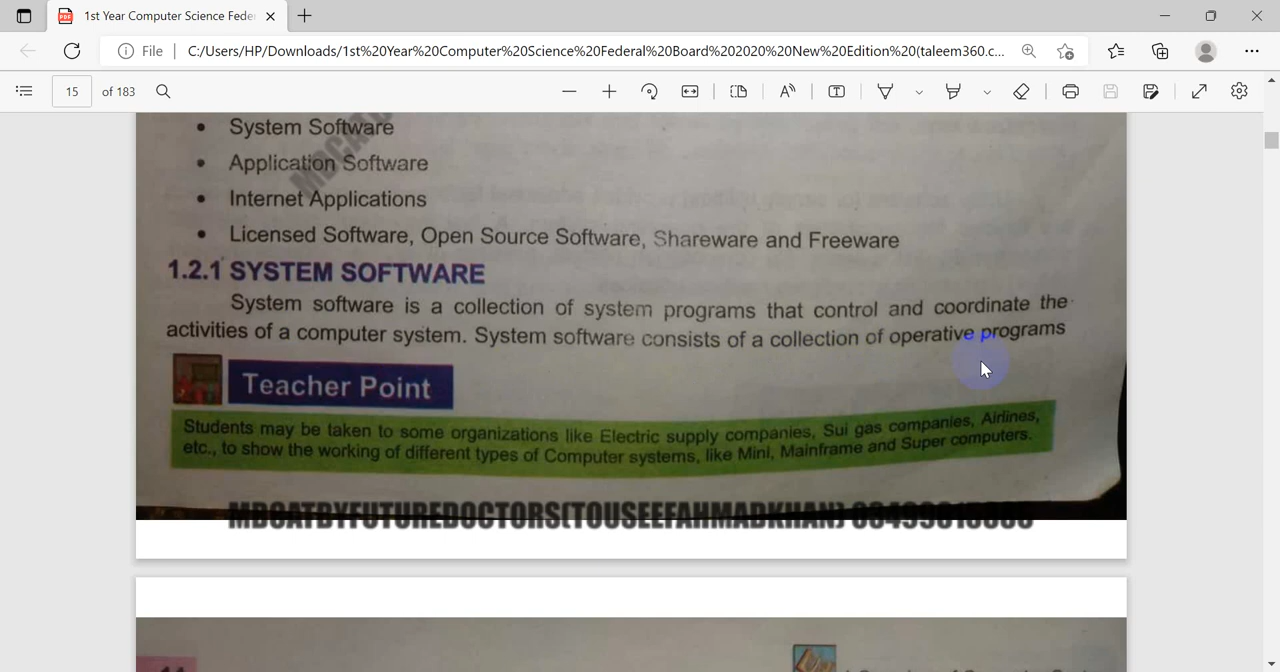 1st Year Computer Science Fede
File
C:/Users/HP/Downloads/1st%20Year%20Computer%20Science%20Federal%20Board%202020%20New%20Edition%20(taleem360.c...
15 of 183
• System Software
• Application Software
• Internet Applications
• Licensed Software, Open Source Software, Shareware and Freeware
1.2.1 SYSTEM SOFTWARE
System software is a collection of system programs that control and coordinate the
activities of a computer system. System software consists of a collection of operative programs
Teacher Point
Students may be taken to some organizations like Electric supply companies, Sui gas companies, Airlines,
etc., to show the working of different types of Computer systems, like Mini, Mainframe and Super computers.
MDCATBYFUTUREDOCTORS(TOUSEEFAHMADKHAN)